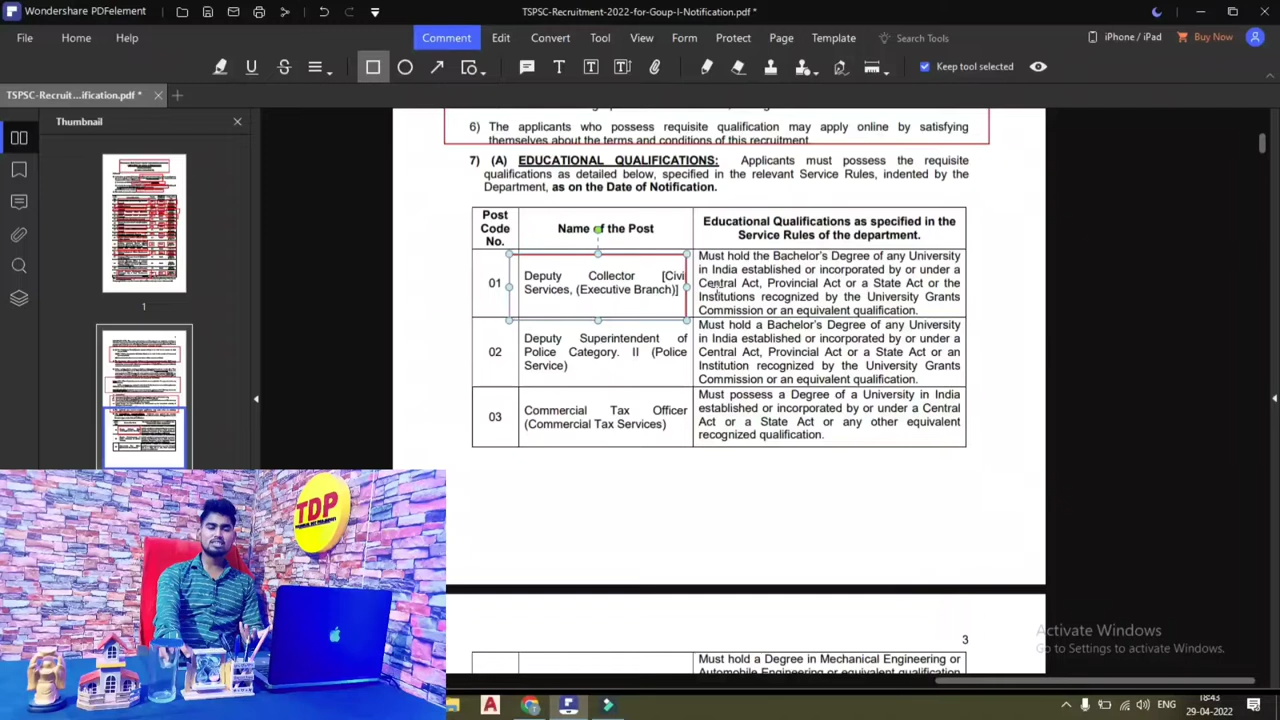 Wondershare PDFelement
TSPSC-Recruitment-2022-for-Goup-I-Notification.pdf *
File Home Help Comment Edit Convert Tool View Form Protect Page Template Search Tools iPhone / iPad Buy Now
Keep tool selected
TSPSC-Recruit...ification.pdf *
Thumbnail
1
6) The applicants who possess requisite qualification may apply online by satisfying
themselves about the terms and conditions of this recruitment
7) (A) EDUCATIONAL QUALIFICATIONS: Applicants must possess the requisite
qualifications as detailed below, specified in the relevant Service Rules, indented by the
Department, as on the Date of Notification.
Post
Code
No.
Name of the Post
Educational Qualifications as specified in the
Service Rules of the department.
01
Deputy Collector [Civil
Services, (Executive Branch)]
Must hold the Bachelor's Degree of any University
in India established or incorporated by or under a
Central Act, Provincial Act or a State Act or the
Institutions recognized by the University Grants
Commission or an equivalent qualification.
02
Deputy Superintendent of
Police Category. II (Police
Service)
Must hold a Bachelor's Degree of any University
in India established or incorporated by or under a
Central Act, Provincial Act or a State Act or an
Institution recognized by the University Grants
Commission or an equivalent qualification.
03
Commercial Tax Officer
(Commercial Tax Services)
Must possess a Degree of a University in India
established or incorporated by or under a Central
Act or a State Act or any other equivalent
recognized qualification.
3
Must hold a Degree in Mechanical Engineering or
Automobile Engineering or equivalent qualification
TDP
Activate Windows
Go to Settings to activate Windows.
ENG
18:43
29-04-2022